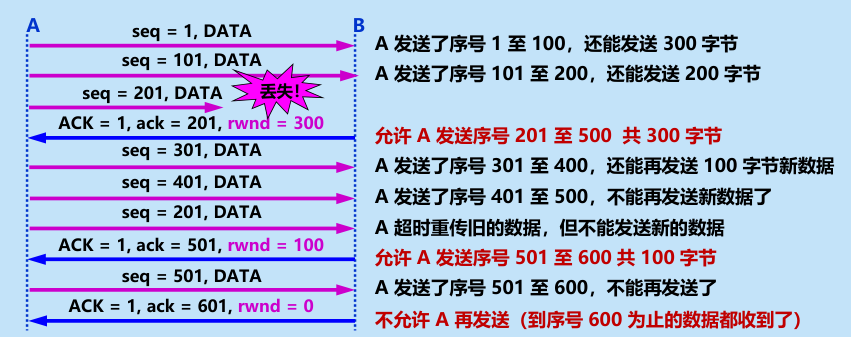 A B
seq = 1, DATA
A 发送了序号 1 至 100，还能发送 300 字节
seq = 101, DATA
A 发送了序号 101 至 200，还能发送 200 字节
seq = 201, DATA
丢失！
ACK = 1, ack = 201, rwnd = 300
允许 A 发送序号 201 至 500 共 300 字节
seq = 301, DATA
A 发送了序号 301 至 400，还能再发送 100 字节新数据
seq = 401, DATA
A 发送了序号 401 至 500，不能再发送新数据了
seq = 201, DATA
A 超时重传旧的数据，但不能发送新的数据
ACK = 1, ack = 501, rwnd = 100
允许 A 发送序号 501 至 600 共 100 字节
seq = 501, DATA
A 发送了序号 501 至 600，不能再发送了
ACK = 1, ack = 601, rwnd = 0
不允许 A 再发送（到序号 600 为止的数据都收到了）